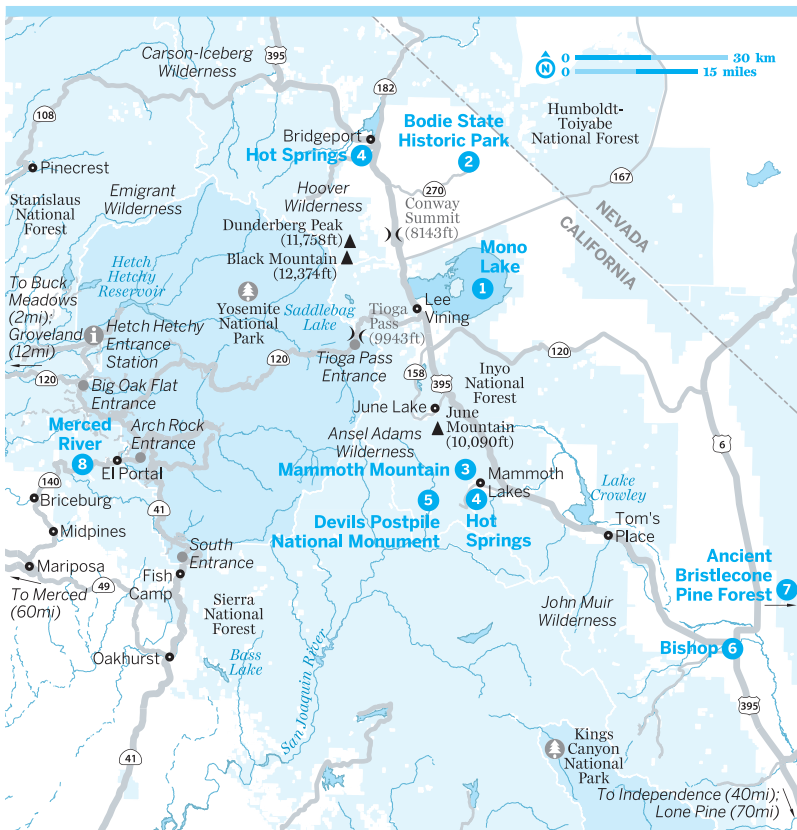 Carson-Iceberg
Wilderness
395
0
30 km
N
0
15 miles
182
108
Humboldt-
Toiyabe
National Forest
Bodie State
Historic Park
2
Bridgeport
Hot Springs
4
Pinecrest
167
Emigrant
Wilderness
Hoover
Wilderness
270
Stanislaus
National
Forest
Conway
Summit
(8143ft)
Dunderberg Peak
(11,758ft)
Black Mountain
(12,374ft)
NEVADA
CALIFORNIA
Mono
Lake
1
Hetch
Hetchy
Reservoir
To Buck
Meadows
(2mi);
Groveland
(12mi)
Yosemite
National
Park
Saddlebag
Lake
Tioga
Pass
(9943ft)
Lee
Vining
i
Hetch Hetchy
Entrance
Station
120
Tioga Pass
Entrance
120
158
395
Inyo
National
Forest
120
Big Oak Flat
Entrance
June Lake
June
Mountain
(10,090ft)
Merced
River
8
Arch Rock
Entrance
Ansel Adams
Wilderness
6
El Portal
Mammoth Mountain
3
Mammoth
Lakes
140
Briceburg
41
5
4
Lake
Crowley
Devils Postpile
National Monument
Hot
Springs
Tom's
Place
Midpines
South
Entrance
Ancient
Bristlecone
Pine Forest
7
Mariposa
49
Fish
Camp
To Merced
(60mi)
Sierra
National
Forest
John Muir
Wilderness
Oakhurst
Bass
Lake
San Joaquin River
Bishop
6
395
41
Kings
Canyon
National
Park
To Independence (40mi);
Lone Pine (70mi)